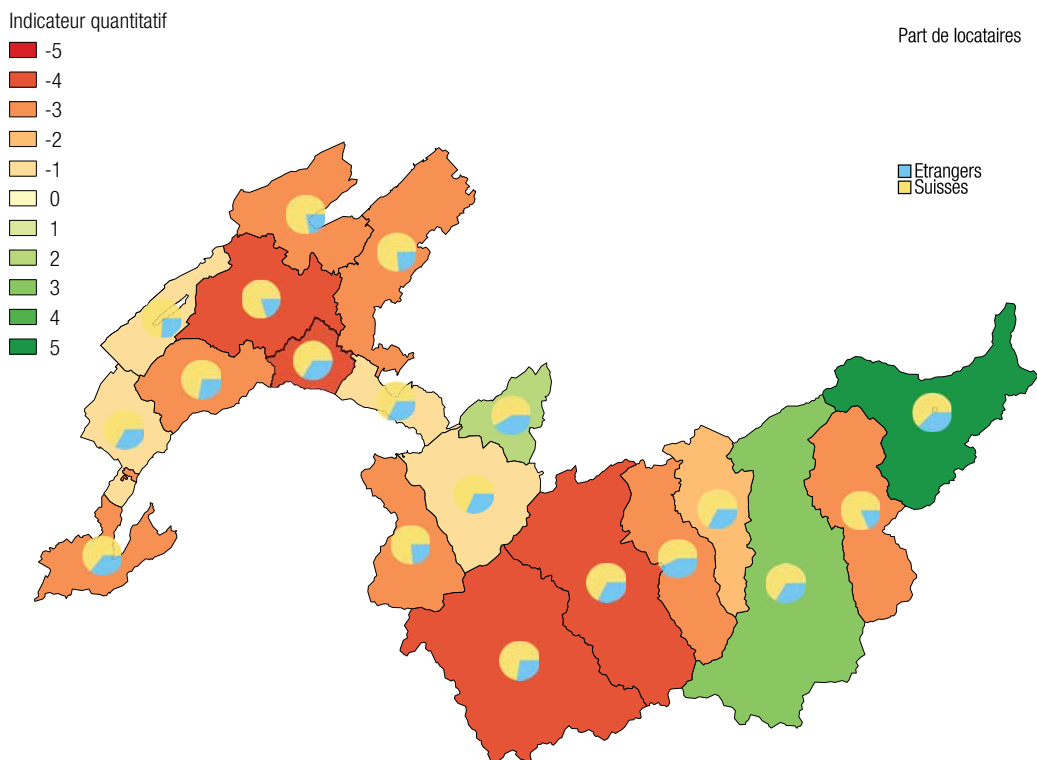 Indicateur quantitatif
-5
-4
-3
-2
-1
0
1
2
3
4
5
Part de locataires
Etrangers
Suisses